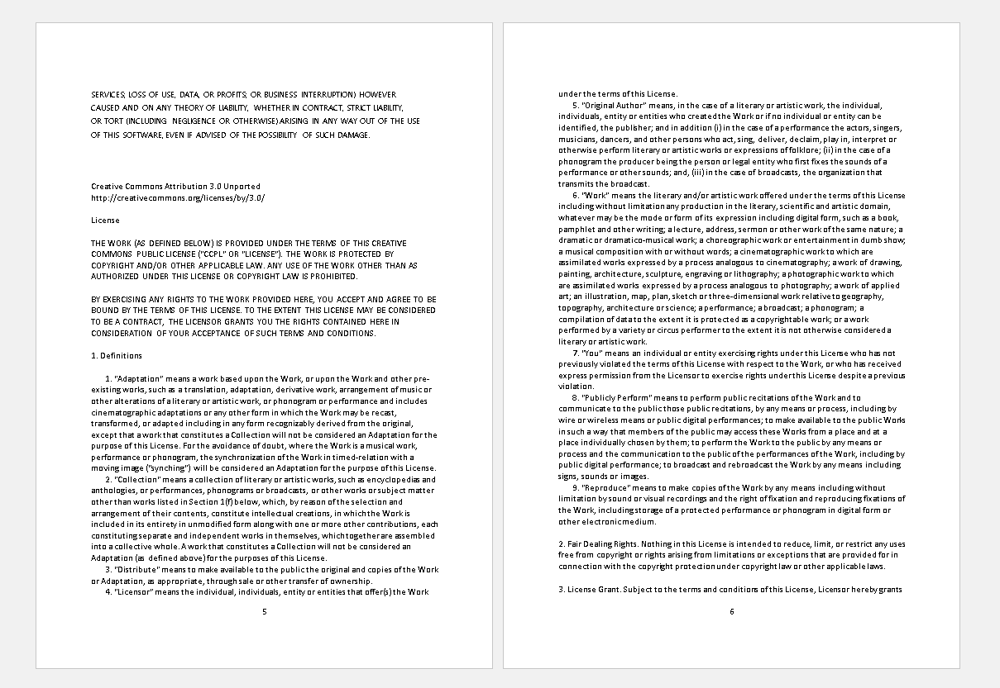 SERVICES; LOSS OF USE, DATA, OR PROFITS; OR BUSINESS INTERRUPTION) HOWEVER
CAUSED AND ON ANY THEORY OF LIABILITY, WHETHER IN CONTRACT, STRICT LIABILITY,
OR TORT (INCLUDING NEGLIGENCE OR OTHERWISE) ARISING IN ANY WAY OUT OF THE USE
OF THIS SOFTWARE, EVEN IF ADVISED OF THE POSSIBILITY OF SUCH DAMAGE.
Creative Commons Attribution 3.0 Unported
http://creativecommons.org/licenses/by/3.0/
License
THE WORK (AS DEFINED BELOW) IS PROVIDED UNDER THE TERMS OF THIS CREATIVE
COMMONS PUBLIC LICENSE ("CCPL" OR "LICENSE"). THE WORK IS PROTECTED BY
COPYRIGHT AND/OR OTHER APPLICABLE LAW. ANY USE OF THE WORK OTHER THAN AS
AUTHORIZED UNDER THIS LICENSE OR COPYRIGHT LAW IS PROHIBITED.
BY EXERCISING ANY RIGHTS TO THE WORK PROVIDED HERE, YOU ACCEPT AND AGREE TO BE
BOUND BY THE TERMS OF THIS LICENSE. TO THE EXTENT THIS LICENSE MAY BE CONSIDERED
TO BE A CONTRACT, THE LICENSOR GRANTS YOU THE RIGHTS CONTAINED HERE IN
CONSIDERATION OF YOUR ACCEPTANCE OF SUCH TERMS AND CONDITIONS.
1. Definitions
1. "Adaptation" means a work based upon the Work, or upon the Work and other pre-
existing works, such as a translation, adaptation, derivative work, arrangement of music or
other alterations of a literary or artistic work, or phonogram or performance and includes
cinematographic adaptations or any other form in which the Work may be recast,
transformed, or adapted including in any form recognizably derived from the original,
except that a work that constitutes a Collection will not be considered an Adaptation for the
purpose of this License. For the avoidance of doubt, where the Work is a musical work,
performance or phonogram, the synchronization of the Work in timed-relation with a
moving image ("synching") will be considered an Adaptation for the purpose of this License.
2. "Collection" means a collection of literary or artistic works, such as encyclopedias and
anthologies, or performances, phonograms or broadcasts, or other works or subject matter
other than works listed in Section 1(f) below, which, by reason of the selection and
arrangement of their contents, constitute intellectual creations, in which the Work is
included in its entirety in unmodified form along with one or more other contributions, each
constituting separate and independent works in themselves, which together are assembled
into a collective whole. A work that constitutes a Collection will not be considered an
Adaptation (as defined above) for the purposes of this License.
3. "Distribute" means to make available to the public the original and copies of the Work
or Adaptation, as appropriate, through sale or other transfer of ownership.
4. "Licensor" means the individual, individuals, entity or entities that offer(s) the Work
5
under the terms of this License.
5. "Original Author" means, in the case of a literary or artistic work, the individual,
individuals, entity or entities who created the Work or if no individual or entity can be
identified, the publisher; and in addition (i) in the case of a performance the actors, singers,
musicians, dancers, and other persons who act, sing, deliver, declaim, play in, interpret or
otherwise perform literary or artistic works or expressions of folklore; (ii) in the case of a
phonogram the producer being the person or legal entity who first fixes the sounds of a
performance or other sounds; and, (iii) in the case of broadcasts, the organization that
transmits the broadcast.
6. "Work" means the literary and/or artistic work offered under the terms of this License
including without limitation any production in the literary, scientific and artistic domain,
whatever may be the mode or form of its expression including digital form, such as a book,
pamphlet and other writing; a lecture, address, sermon or other work of the same nature; a
dramatic or dramatico-musical work; a choreographic work or entertainment in dumb show;
a musical composition with or without words; a cinematographic work to which are
assimilated works expressed by a process analogous to cinematography; a work of drawing,
painting, architecture, sculpture, engraving or lithography; a photographic work to which
are assimilated works expressed by a process analogous to photography; a work of applied
art; an illustration, map, plan, sketch or three-dimensional work relative to geography,
topography, architecture or science; a performance; a broadcast; a phonogram; a
compilation of data to the extent it is protected as a copyrightable work; or a work
performed by a variety or circus performer to the extent it is not otherwise considered a
literary or artistic work.
7. "You" means an individual or entity exercising rights under this License who has not
previously violated the terms of this License with respect to the Work, or who has received
express permission from the Licensor to exercise rights under this License despite a previous
violation.
8. "Publicly Perform" means to perform public recitations of the Work and to
communicate to the public those public recitations, by any means or process, including by
wire or wireless means or public digital performances; to make available to the public Works
in such a way that members of the public may access these Works from a place and at a
place individually chosen by them; to perform the Work to the public by any means or
process and the communication to the public of the performances of the Work, including by
public digital performance; to broadcast and rebroadcast the Work by any means including
signs, sounds or images.
9. "Reproduce" means to make copies of the Work by any means including without
limitation by sound or visual recordings and the right of fixation and reproducing fixations of
the Work, including storage of a protected performance or phonogram in digital form or
other electronic medium.
2. Fair Dealing Rights. Nothing in this License is intended to reduce, limit, or restrict any uses
free from copyright or rights arising from limitations or exceptions that are provided for in
connection with the copyright protection under copyright law or other applicable laws.
3. License Grant. Subject to the terms and conditions of this License, Licensor hereby grants
6